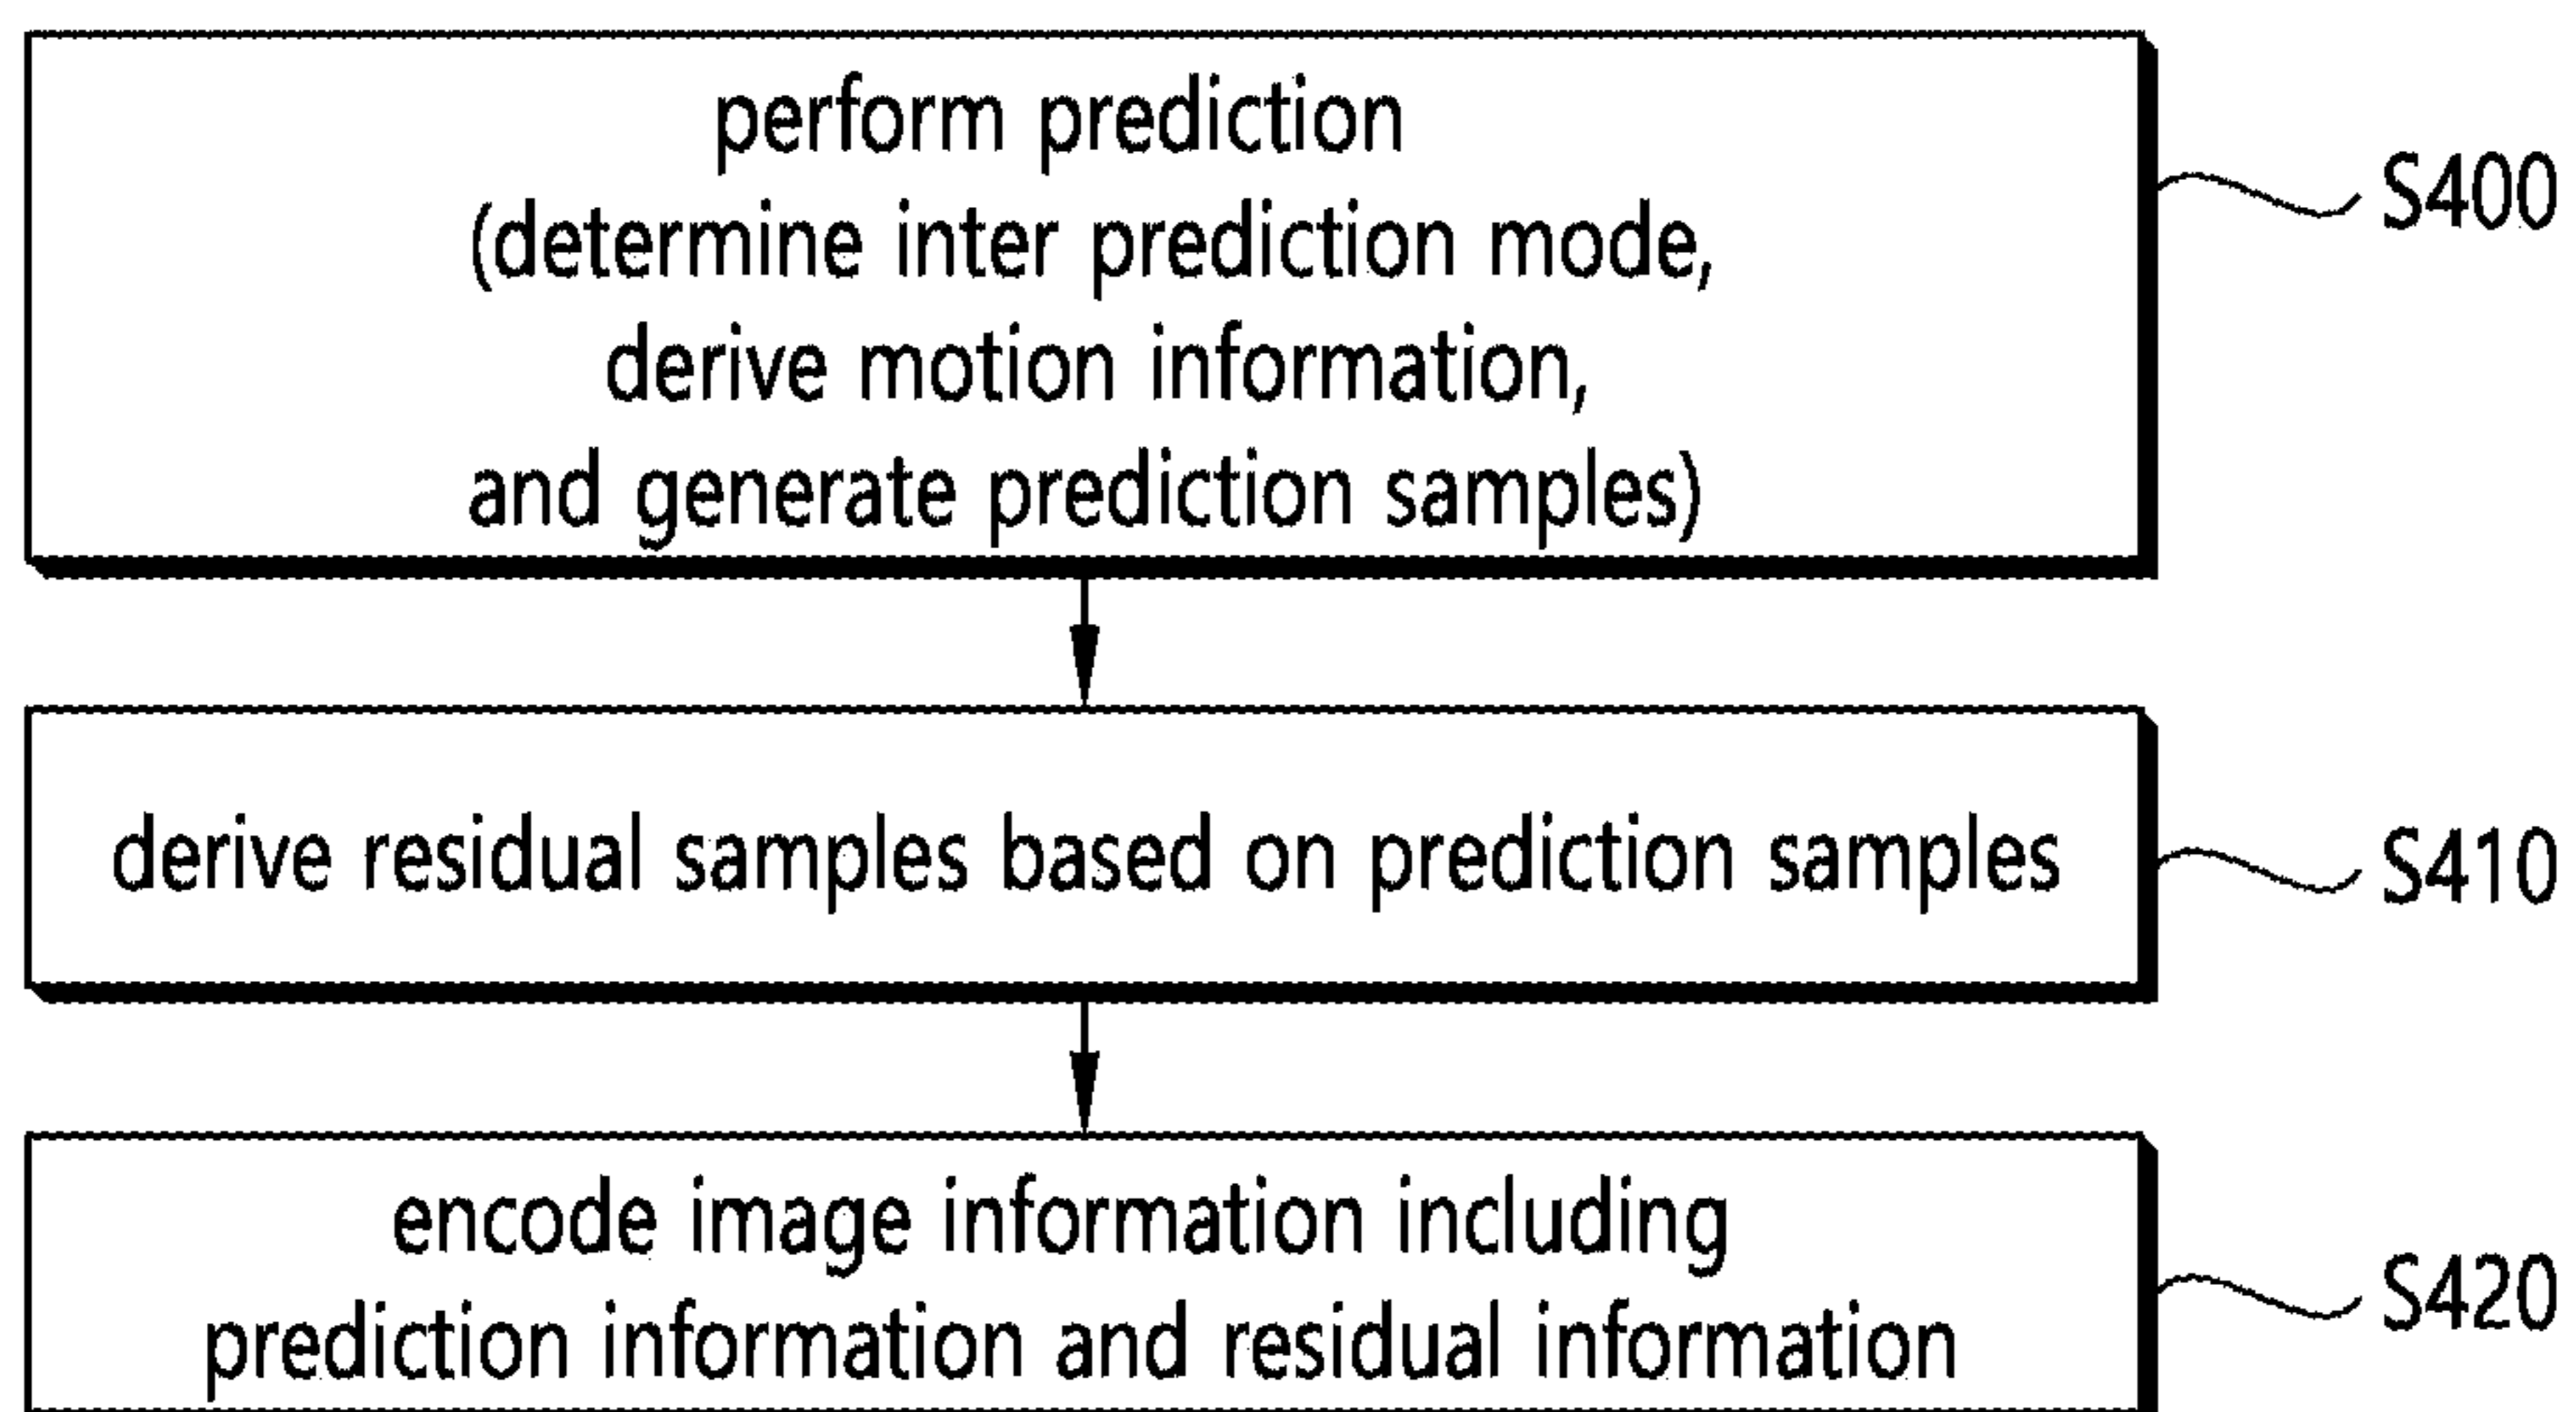 perform prediction
(determine inter prediction mode,
derive motion information,
and generate prediction samples)
S400
derive residual samples based on prediction samples
S410
encode image information including
prediction information and residual information
S420